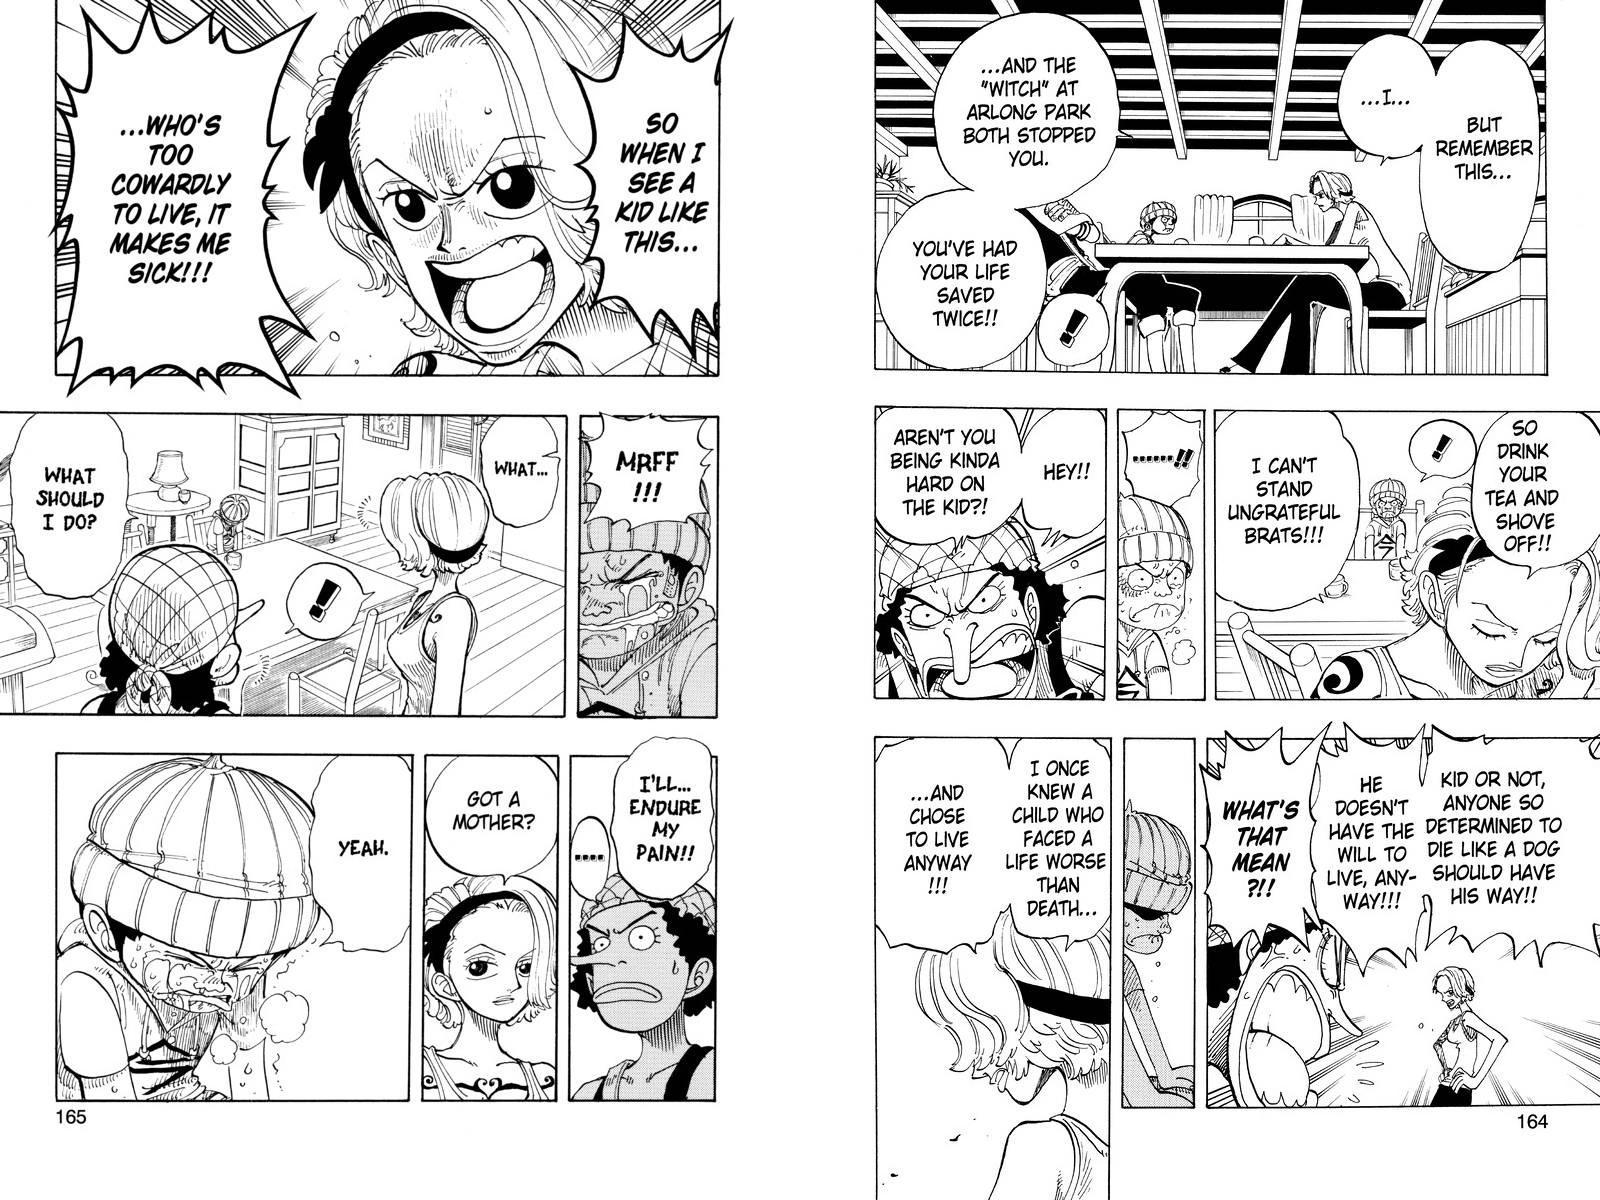 BUT
REMEMBER
THIS...
...I...
...AND THE
"WITCH" AT
ARLONG PARK
BOTH STOPPED
YOU.
YOU'VE HAD
YOUR LIFE
SAVED
TWICE!!
!
SO
DRINK
YOUR
TEA AND
SHOVE
OFF!!
!
I CAN'T
STAND
UNGRATEFUL
BRATS!!!
.......!!
HEY!!
AREN'T YOU
BEING KINDA
HARD ON
THE KID?!
KID OR NOT,
ANYONE SO
DETERMINED TO
DIE LIKE A DOG
SHOULD HAVE
HIS WAY!!
HE
DOESN'T
HAVE THE
WILL TO
LIVE, ANY-
WAY!!!
WHAT'S
THAT
MEAN
?!!
I ONCE
KNEW A
CHILD WHO
FACED A
LIFE WORSE
THAN
DEATH...
...AND
CHOSE
TO LIVE
ANYWAY
!!!
164
SO
WHEN I
SEE A
KID LIKE
THIS...
...WHO'S
TOO
COWARDLY
TO LIVE, IT
MAKES ME
SICK!!!
MRFF
!!!
WHAT...
!
WHAT
SHOULD
I DO?
I'LL...
ENDURE
MY
PAIN!!
....
GOT A
MOTHER?
YEAH.
165